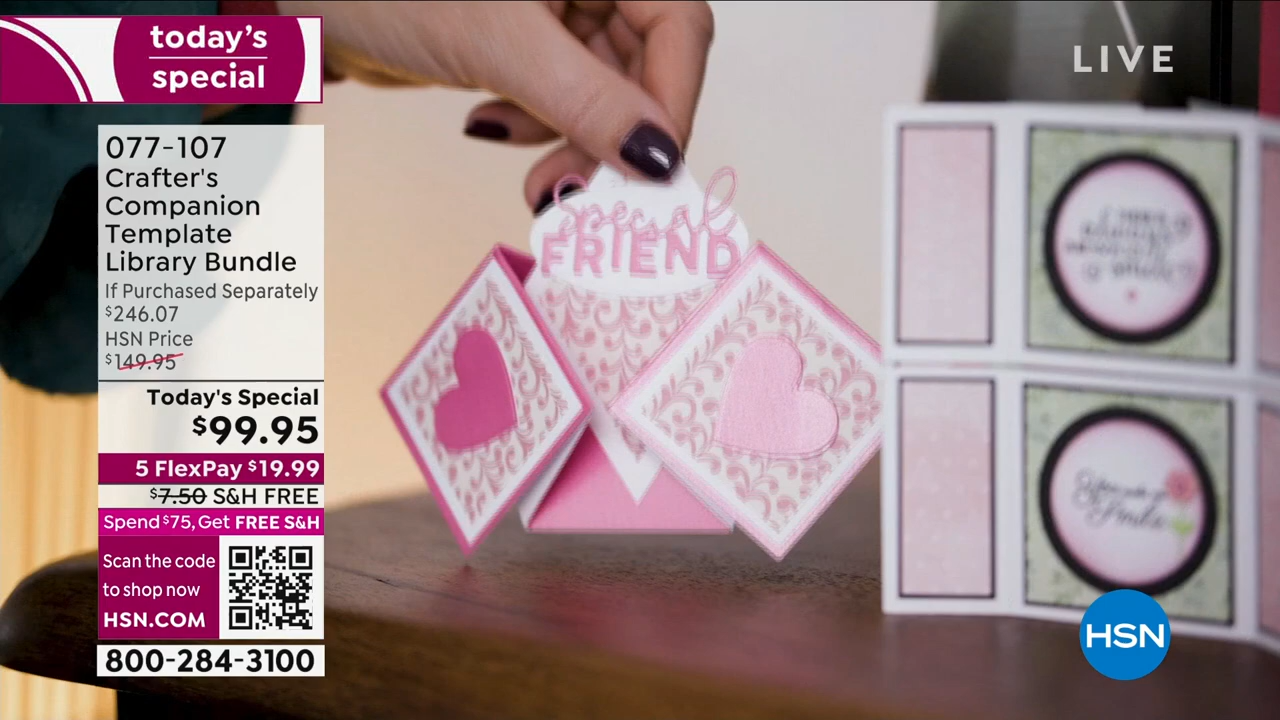 today's
special
LIVE
077-107
Crafter's
Companion
Template
Library Bundle
If Purchased Separately
$246.07
HSN Price
$149.95
Today's Special
$99.95
5 FlexPay $19.99
$7.50 S&H FREE
Spend $75, Get FREE S&H
Scan the code
to shop now
HSN.COM
800-284-3100
Special
FRIEND
HSN